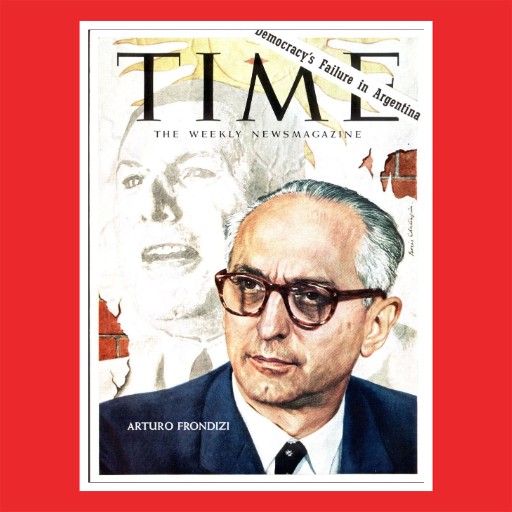 Democracy's Failure in Argentina
TIME
THE WEEKLY NEWSMAGAZINE
ARTURO FRONDIZI